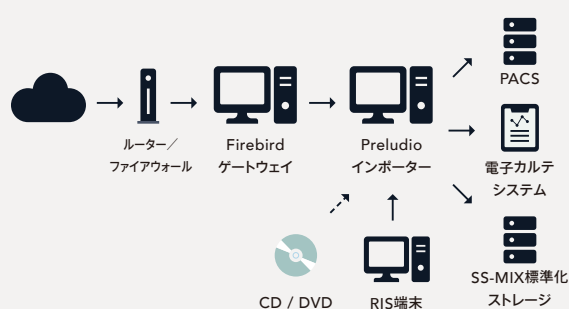 ルーター／
ファイアウォール
Firebird
ゲートウェイ
Preludio
インポーター
PACS
電子カルテ
システム
SS-MIX標準化
ストレージ
CD / DVD
RIS端末